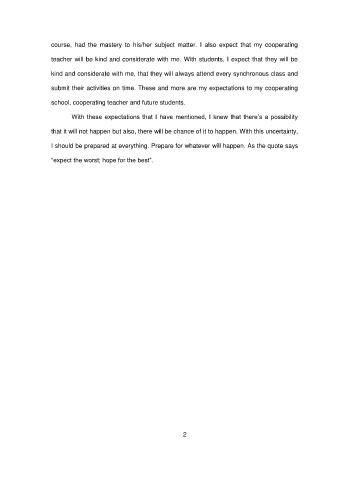 course, had the mastery to his/her subject matter. I also expect that my cooperating
teacher will be kind and considerate with me. With students, I expect that they will be
kind and considerate with me, that they will always attend every synchronous class and
submit their activities on time. These and more are my expectations to my cooperating
school, cooperating teacher and future students.
With these expectations that I have mentioned, I knew that there's a possibility
that it will not happen but also, there will be chance of it to happen. With this uncertainty,
I should be prepared at everything. Prepare for whatever will happen. As the quote says
“expect the worst; hope for the best”.
2